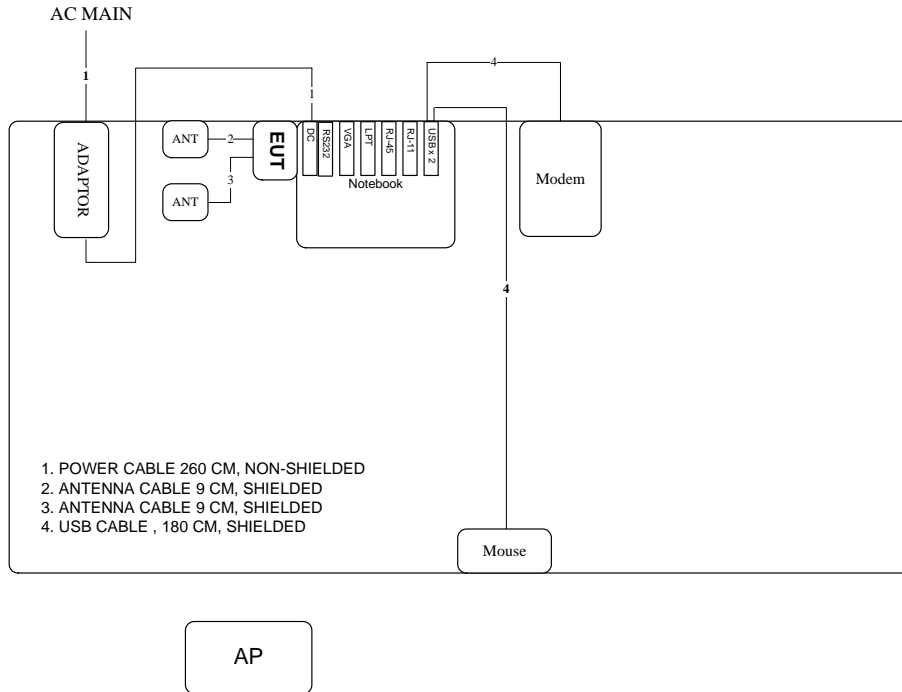 AC MAIN
1
4
1
ADAPTOR
ANT
2
EUT
DC
RS232
VGA
LPT
RJ-45
RJ-11
USB x 2
Notebook
Modem
3
ANT
4
1. POWER CABLE 260 CM, NON-SHIELDED
2. ANTENNA CABLE 9 CM, SHIELDED
3. ANTENNA CABLE 9 CM, SHIELDED
4. USB CABLE , 180 CM, SHIELDED
Mouse
AP